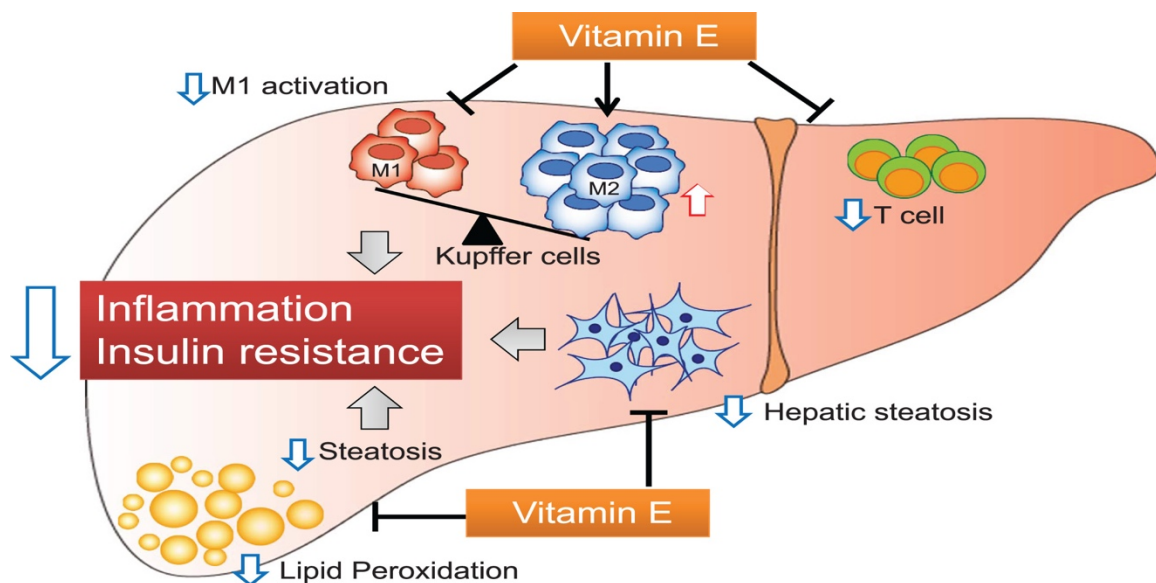 Vitamin E
M1 activation
M1
M2
T cell
Kupffer cells
Inflammation
Insulin resistance
Hepatic steatosis
Steatosis
Vitamin E
Lipid Peroxidation